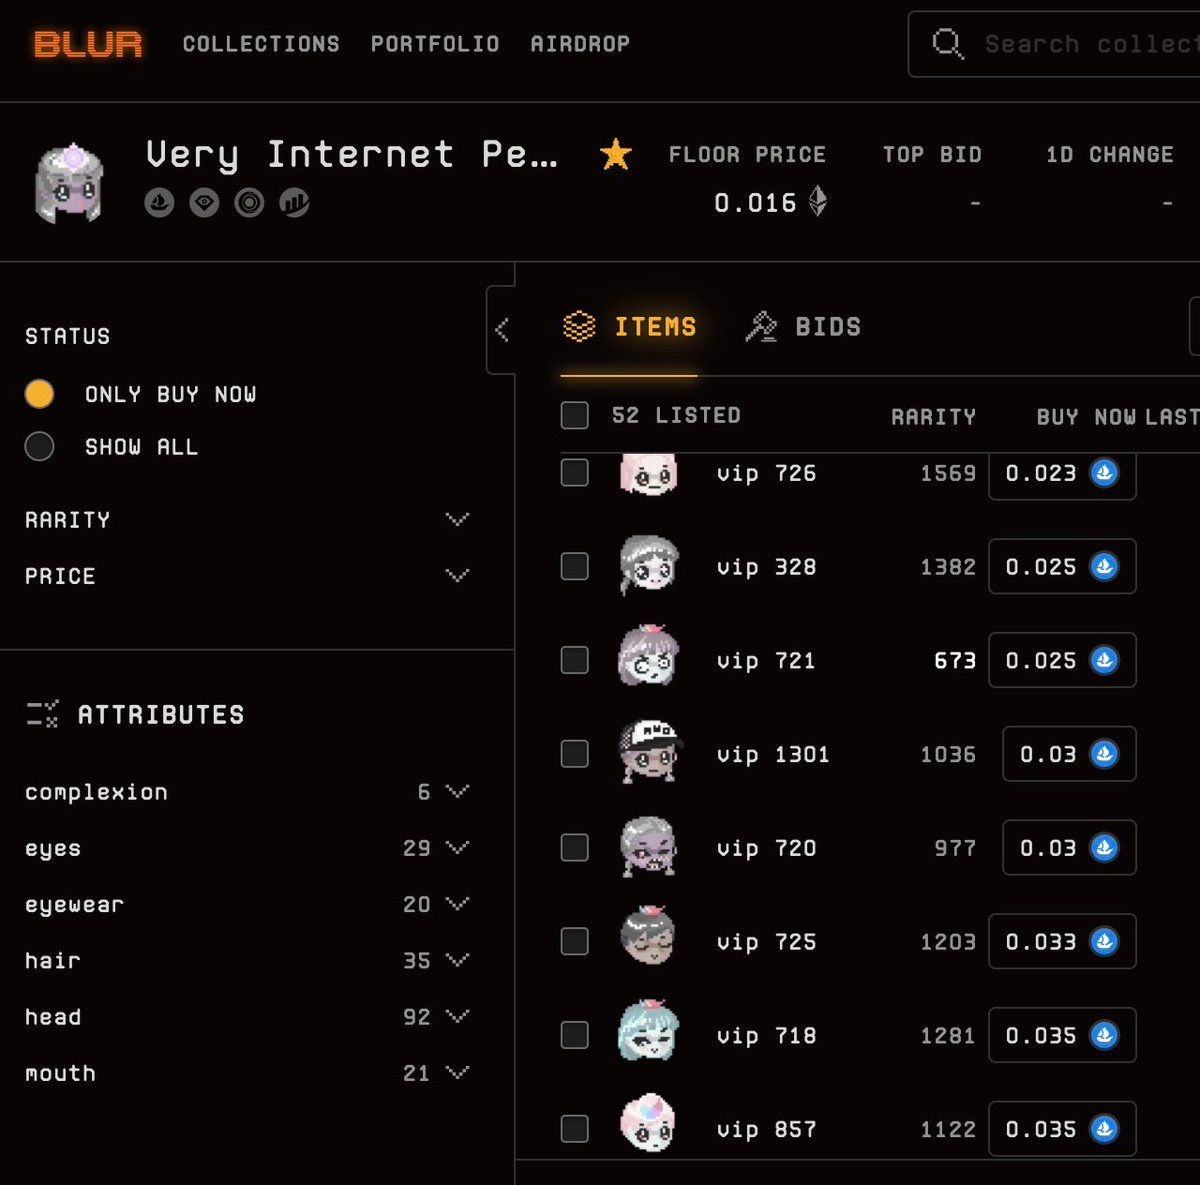 BLUR COLLECTIONS PORTFOLIO AIRDROP Search collect
Very Internet Pe... FLOOR PRICE TOP BID 1D CHANGE
0.016 - -
STATUS
ONLY BUY NOW
SHOW ALL
RARITY
PRICE
ATTRIBUTES
complexion 6
eyes 29
eyewear 20
hair 35
head 92
mouth 21
ITEMS BIDS
52 LISTED RARITY BUY NOW LAST
vip 726 1569 0.023
vip 328 1382 0.025
vip 721 673 0.025
vip 1301 1036 0.03
vip 720 977 0.03
vip 725 1203 0.033
vip 718 1281 0.035
vip 857 1122 0.035